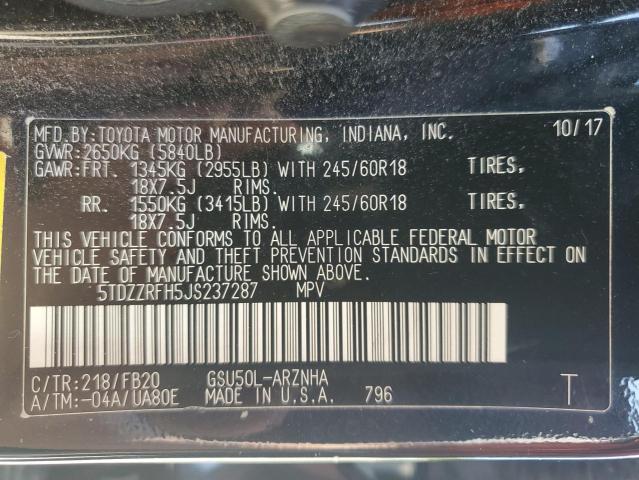 MFD. BY: TOYOTA MOTOR MANUFACTURING, INDIANA, INC. 10/17
GVWR: 2650KG (5840LB)
GAWR: FRT. 1345KG (2955LB) WITH 245/60R18 TIRES,
18X7.5J RIMS.
RR. 1550KG (3415LB) WITH 245/60R18 TIRES,
18X7.5J RIMS.
THIS VEHICLE CONFORMS TO ALL APPLICABLE FEDERAL MOTOR
VEHICLE SAFETY AND THEFT PREVENTION STANDARDS IN EFFECT ON
THE DATE OF MANUFACTURE SHOWN ABOVE.
5TDZZRFH5JS237287 MPV
C/TR: 218/FB20 GSU50L-ARZNHA
A/TM: -04A/UA80E MADE IN U.S.A. 796 T